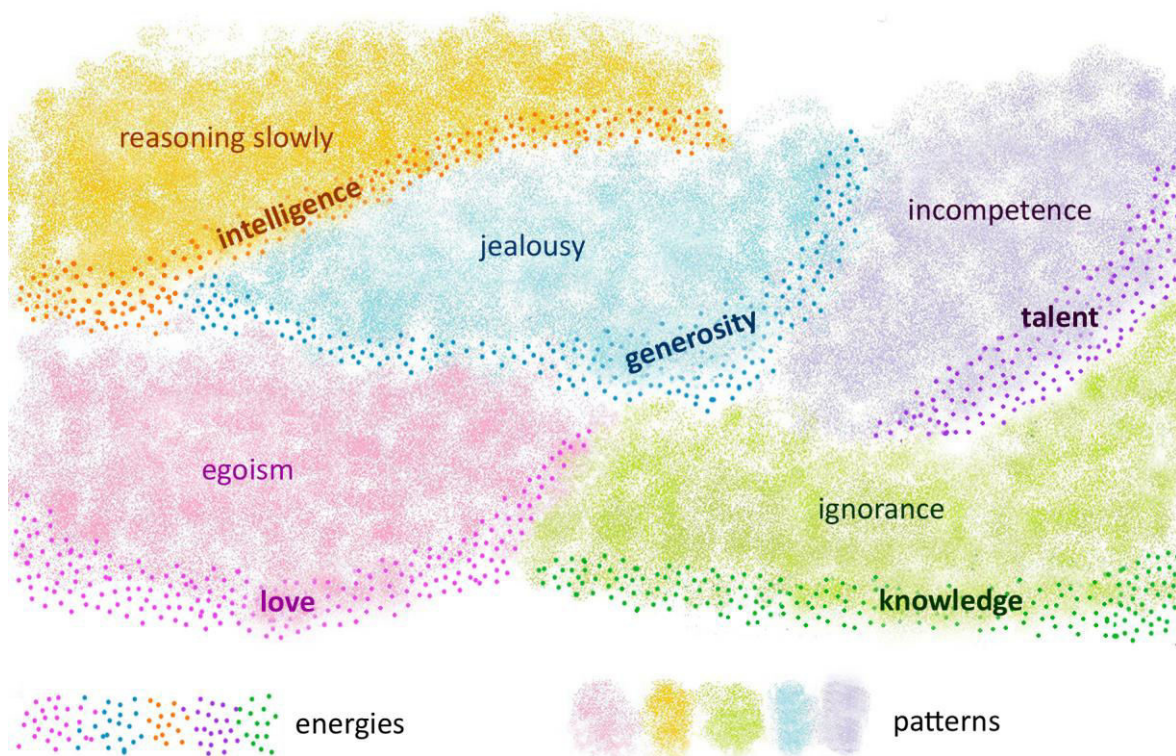 reasoning slowly
intelligence
jealousy
incompetence
generosity
talent
egoism
ignorance
love
knowledge
energies
patterns